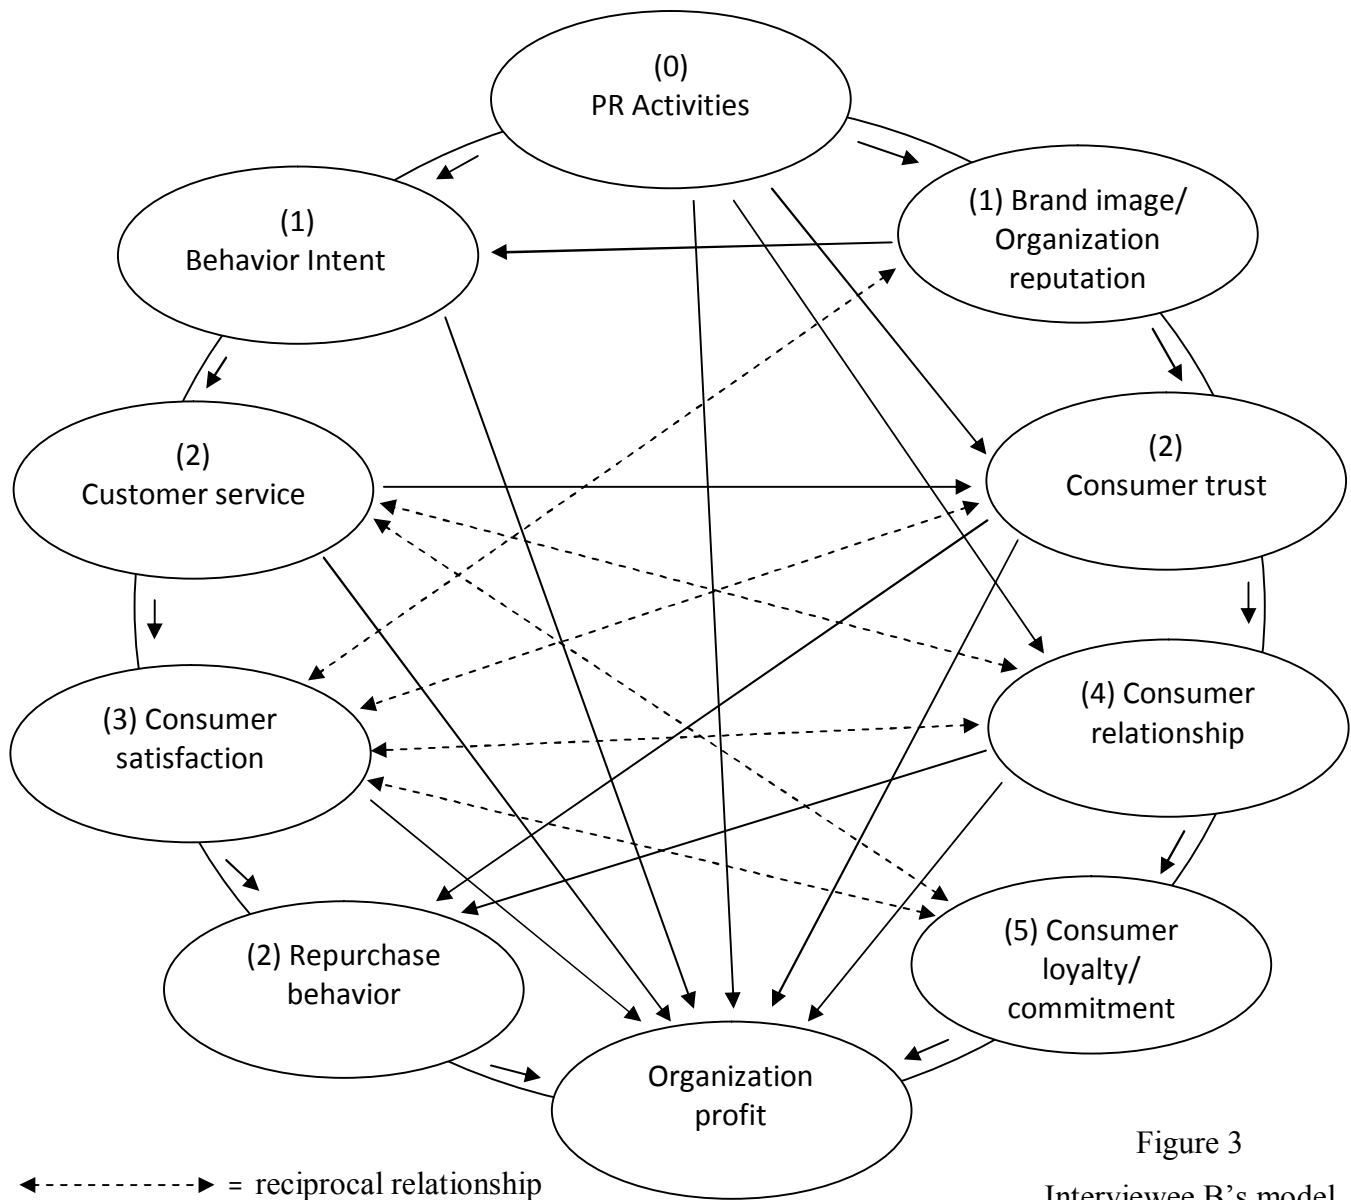 (0)
PR Activities
(1)
Behavior Intent
(1) Brand image/
Organization
reputation
(2)
Customer service
(2)
Consumer trust
(3) Consumer
satisfaction
(4) Consumer
relationship
(2) Repurchase
behavior
(5) Consumer
loyalty/
commitment
Organization
profit
= reciprocal relationship
Figure 3
Interviewee B's model